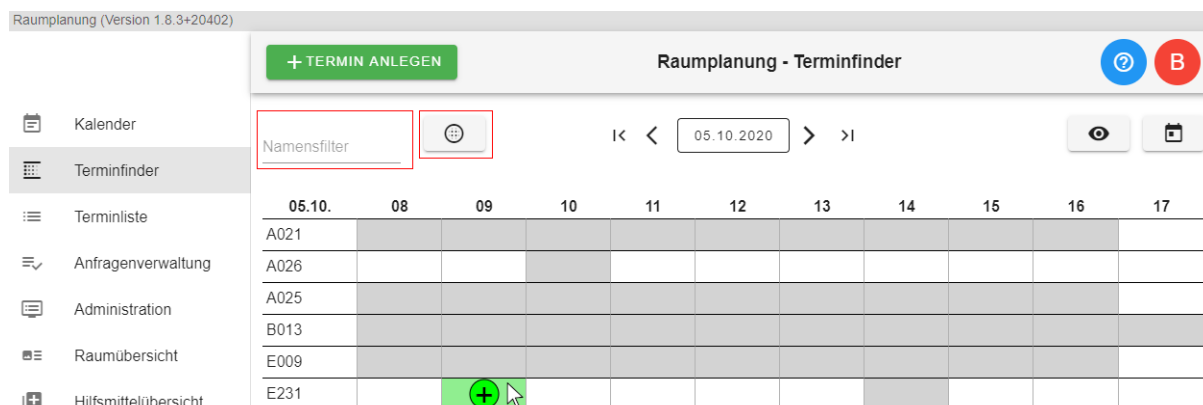 Raumplanung (Version 1.8.3+20402)
+ TERMIN ANLEGEN
Raumplanung - Terminfinder
B
Kalender
Terminfinder
Terminliste
Anfragenverwaltung
Administration
Raumübersicht
Hilfsmittelübersicht
Namensfilter
05.10.2020
05.10. 08 09 10 11 12 13 14 15 16 17
A021
A026
A025
B013
E009
E231